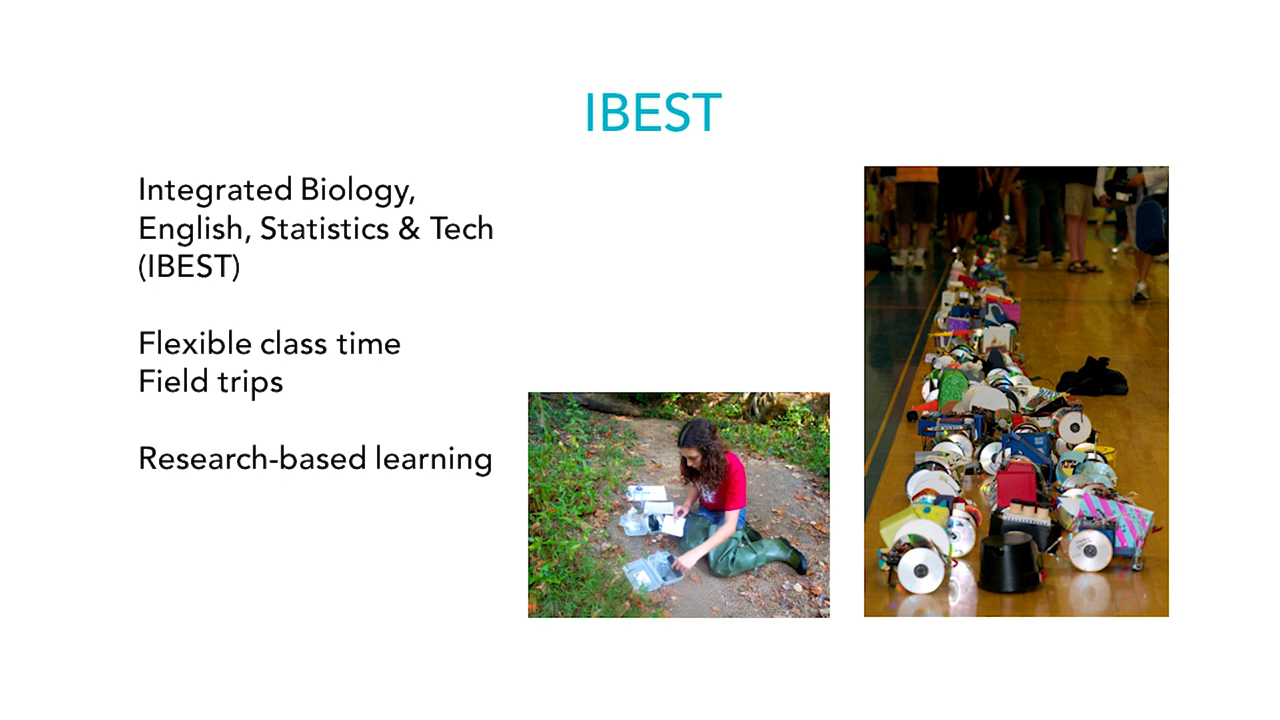 IBEST
Integrated Biology,
English, Statistics & Tech
(IBEST)
Flexible class time
Field trips
Research-based learning